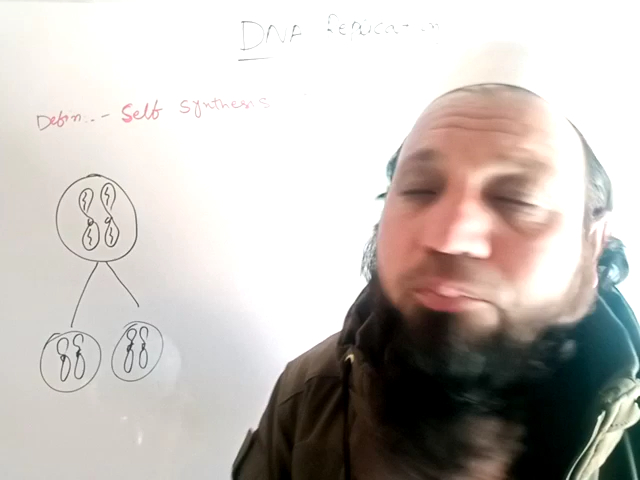 DNA Replication
Defin:- Self Synthesis